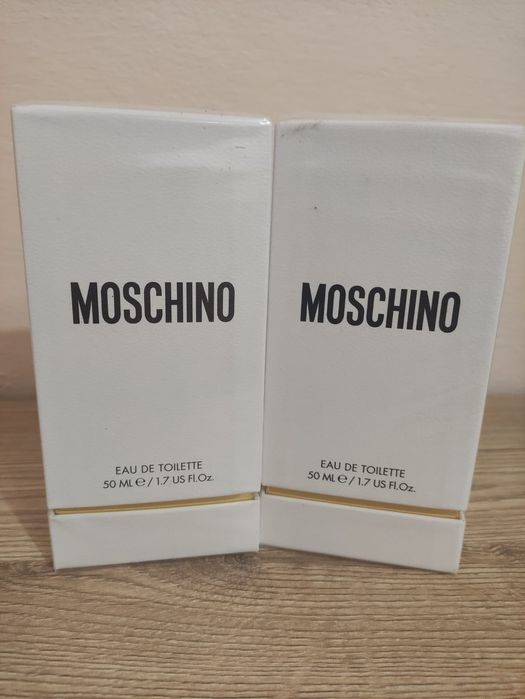 MOSCHINO
EAU DE TOILETTE
50 ML ℮/1.7 US Fl.Oz.
MOSCHINO
EAU DE TOILETTE
50 ML ℮/1.7 US Fl.Oz.